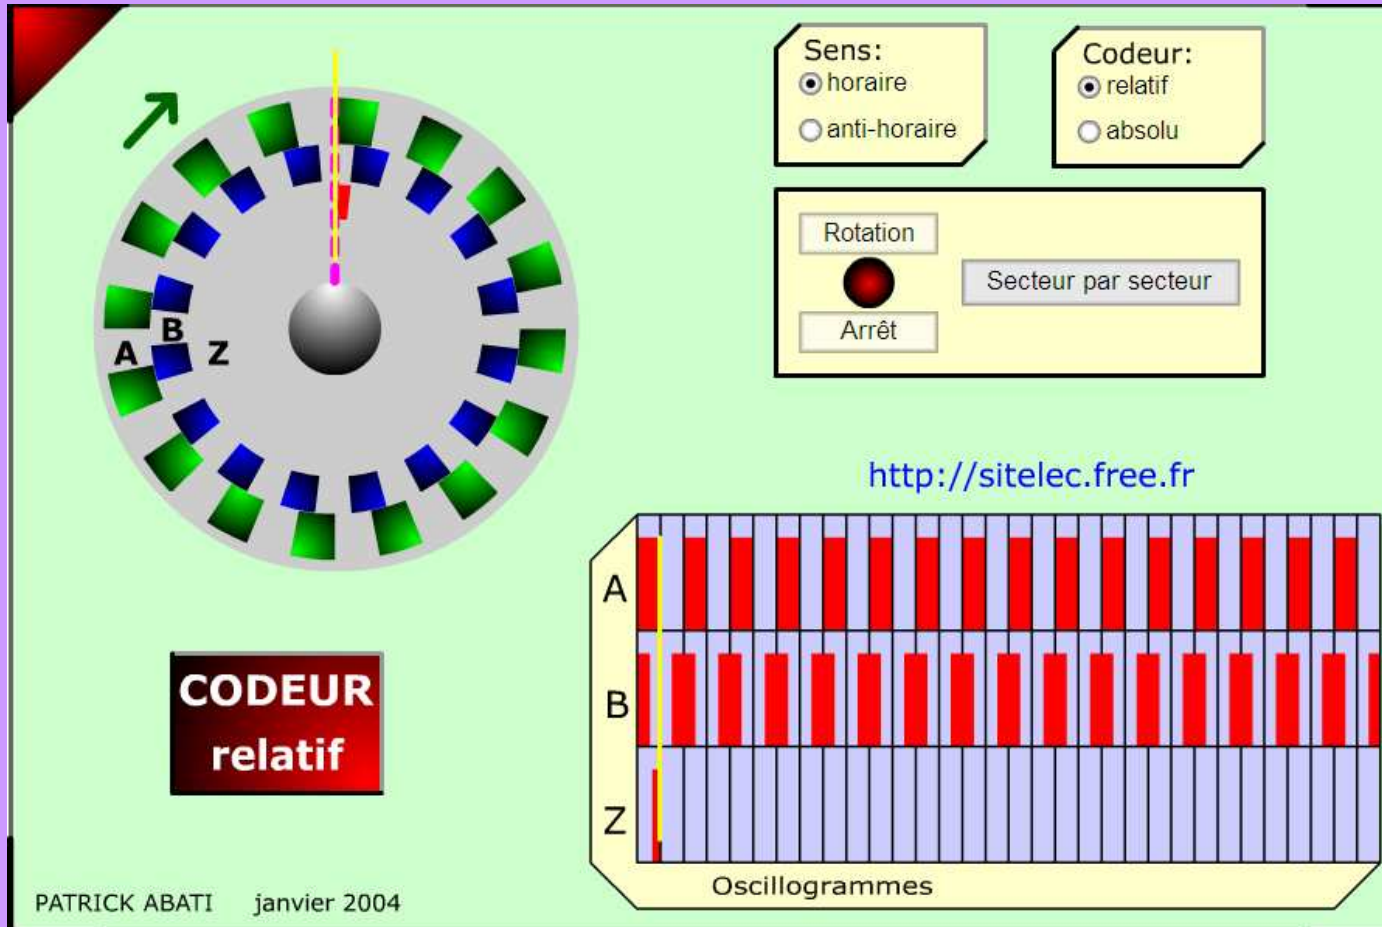 Sens:
horaire
anti-horaire
Codeur:
relatif
absolu
Rotation
Secteur par secteur
Arrêt
B
A Z
http://sitelec.free.fr
A
B
Z
Oscillogrammes
CODEUR
relatif
PATRICK ABATI janvier 2004